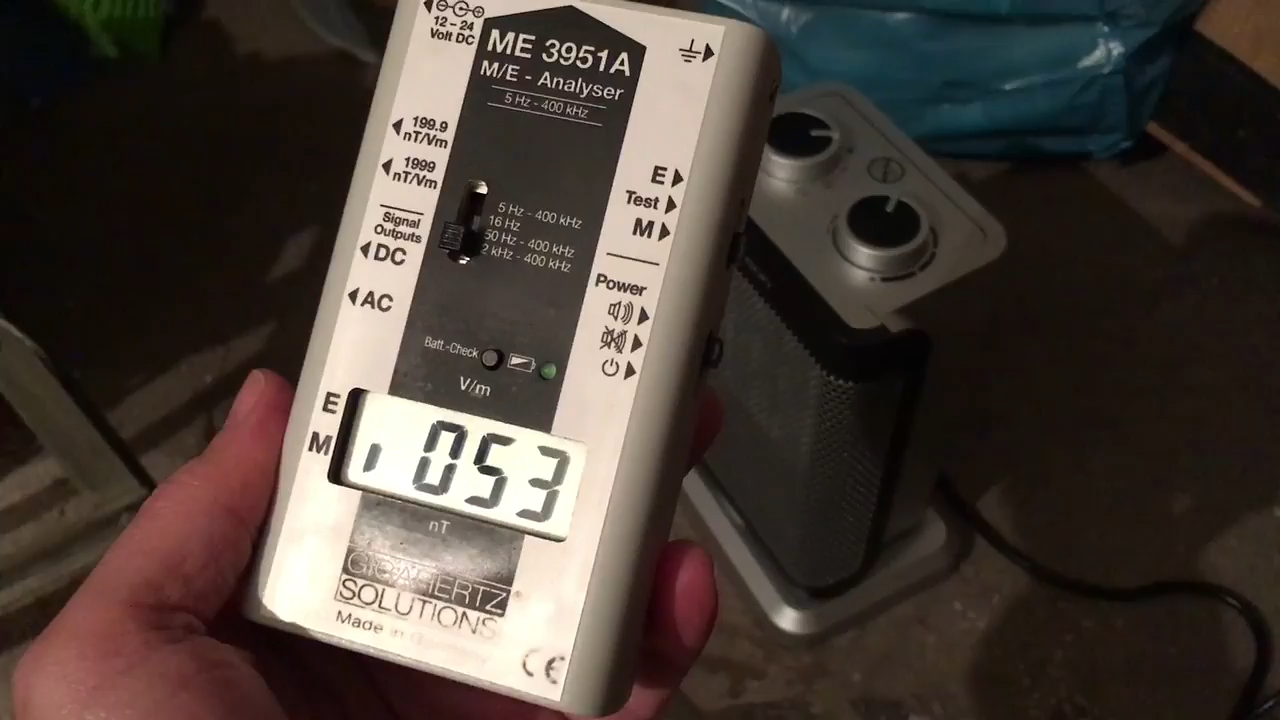 12 – 24
Volt DC
ME 3951A
M/E - Analyser
5 Hz - 400 kHz
199.9
nT/Vm
1999
nT/Vm
Signal
Outputs
DC
AC
5 Hz - 400 kHz
16 Hz
50 Hz - 400 kHz
2 kHz - 400 kHz
E
Test
M
Power
Batt.-Check
V/m
E
M
053
nT
GIGAHERTZ
SOLUTIONS
Made in
CE